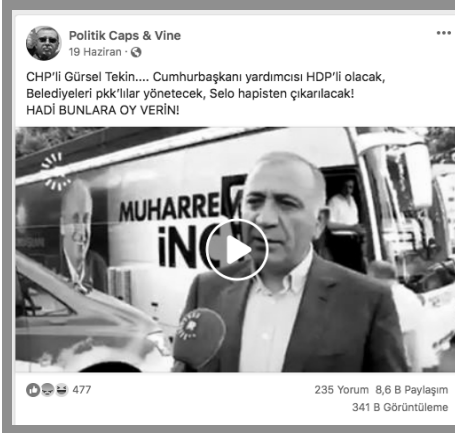 Politik Caps & Vine
19 Haziran ·
CHP’li Gürsel Tekin.... Cumhurbaşkanı yardımcısı HDP’li olacak,
Belediyeleri pkk’lılar yönetecek, Selo hapisten çıkarılacak!
HADİ BUNLARA OY VERİN!
MUHARREM
İNC
477
235 Yorum 8,6 B Paylaşım
341 B Görüntüleme